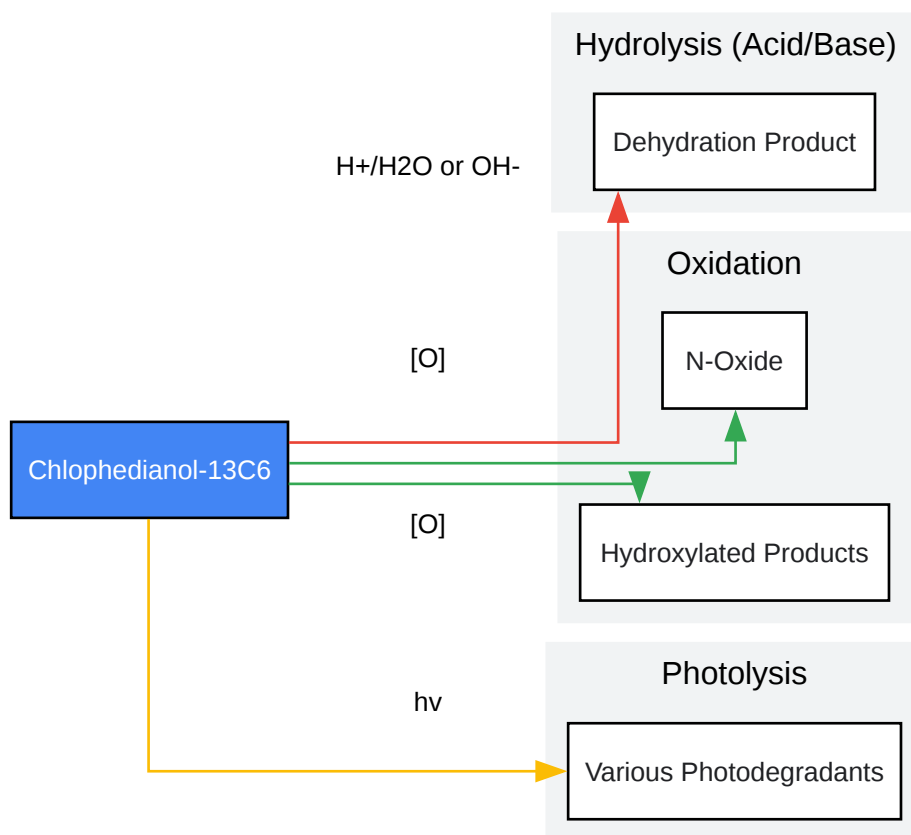 Hydrolysis (Acid/Base)
Dehydration Product
H+/H2O or OH-
Oxidation
[O]
N-Oxide
Chlophedianol-13C6
[O]
Hydroxylated Products
Photolysis
hv
Various Photodegradants